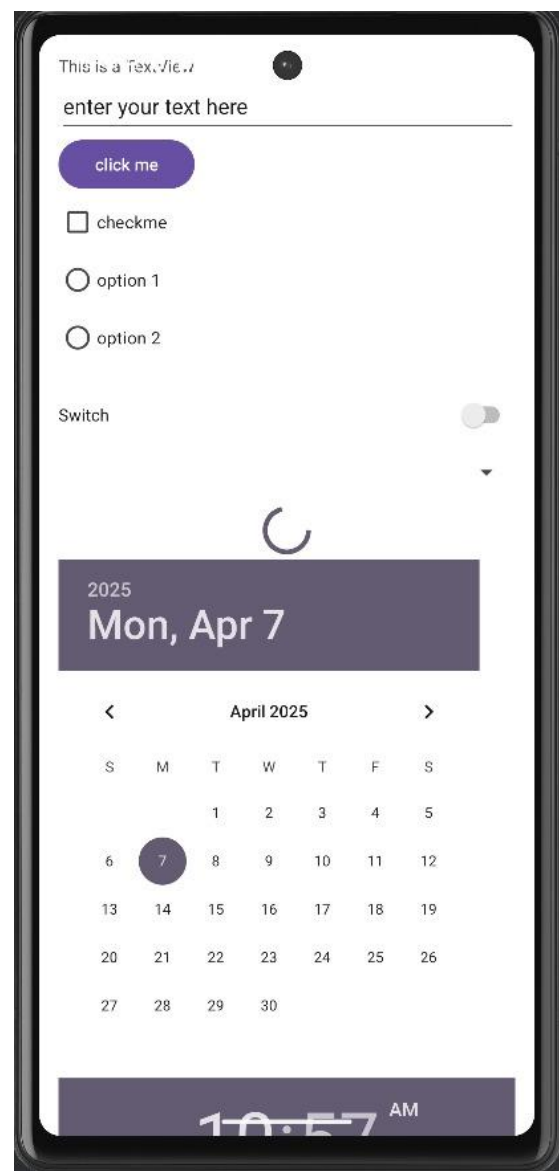 This is a TextView
enter your text here
click me
checkme
option 1
option 2
Switch
2025
Mon, Apr 7
April 2025
S M T W T F S
1 2 3 4 5
6 7 8 9 10 11 12
13 14 15 16 17 18 19
20 21 22 23 24 25 26
27 28 29 30
10:57 AM